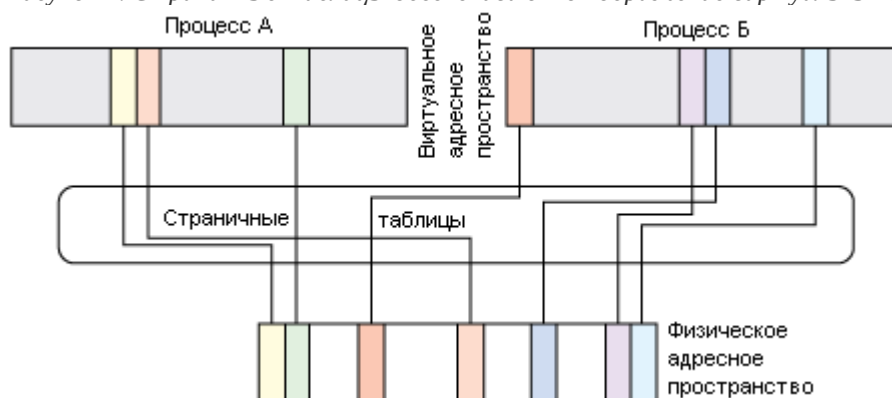 Процесс А
Процесс Б
Виртуальное
адресное
пространство
Страничные таблицы
Физическое
адресное
пространство